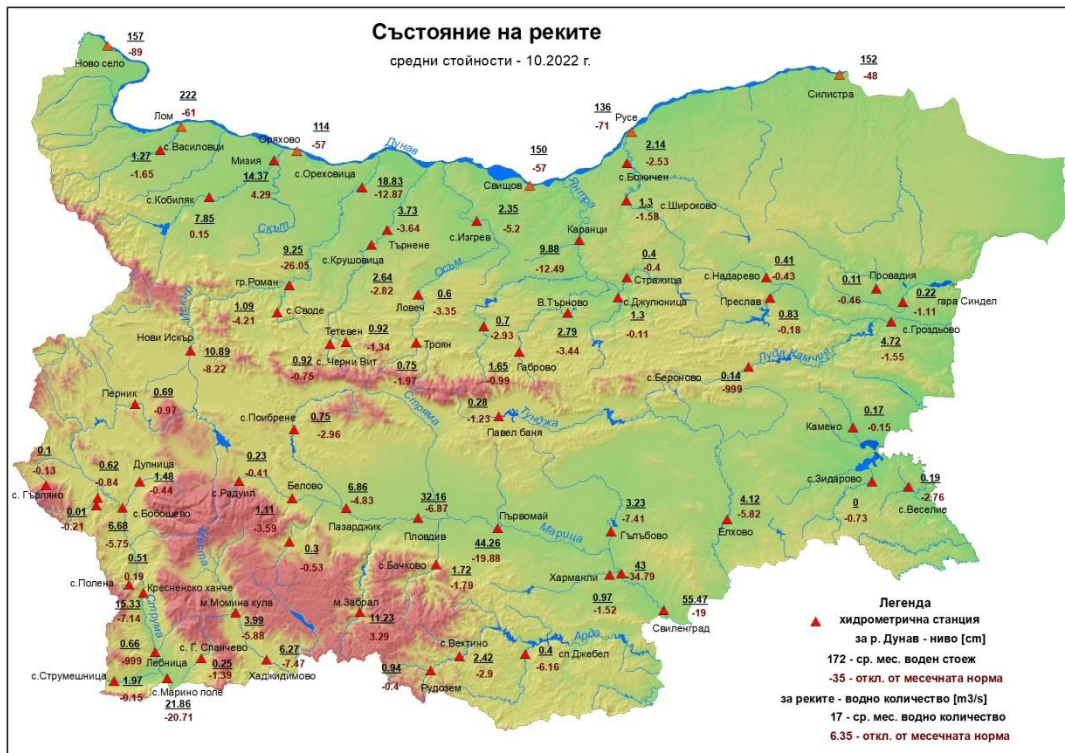 Състояние на реките
средни стойности - 10.2022 г.
157
-89
Ново село
222
-61
Лом
с.Василовци
1.27
-1.65
Оряхово
114
-57
Мизия
14.37
4.29
с.Кобиляк
7.85
0.15
Скът
Дунав
с.Ореховица
18.83
-12.87
150
-57
Свищов
136
-71
Русе
152
-48
Силистра
2.14
-2.53
с.Божичен
1.3
-1.58
с.Широково
Янтра
3.73
-3.64
Търнене
с.Крушовица
2.35
-5.2
с.Изгрев
Каранци
9.88
-12.49
9.25
-26.05
гр.Роман
2.64
-2.82
Ловеч
Осъм
0.6
-3.35
0.4
-0.4
Стражица
с.Джулюница
1.3
-0.11
с.Надарево
0.41
-0.43
Преслав
0.83
-0.18
Провадия
0.11
-0.46
0.22
-1.11
гара Синдел
с.Гроздьово
4.72
-1.55
Искър
1.09
-4.21
с.Своде
Тетевен
0.92
-1.34
с. Черни Вит
0.92
-0.75
Троян
0.75
-1.97
0.7
-2.93
В.Търново
2.79
-3.44
1.65
-0.99
Габрово
Нови Искър
10.89
-8.22
Луда Камчия
с.Бероново
0.14
-999
Перник
0.69
-0.97
с.Поибрене
0.75
-2.96
Стряма
0.28
-1.23
Павел баня
Тунджа
0.17
-0.15
Камено
0.1
-0.13
с. Гърляно
0.62
-0.84
Дупница
1.48
-0.44
0.01
-0.21
с.Бобошево
6.68
-5.75
0.23
-0.41
с.Радуил
Белово
1.11
-3.59
6.86
-4.83
Пазарджик
32.16
-6.87
Пловдив
Първомай
44.26
-19.88
Марица
3.23
-7.41
Гълъбово
4.12
-5.82
Елхово
с.Зидарово
0
-0.73
0.19
-2.76
с.Веселие
0.3
-0.53
с.Бачково
1.72
-1.79
Харманли
0.97
-1.52
43
-34.79
55.47
-19
Свиленград
0.51
0.19
с.Полена
Кресненско ханче
15.33
-7.14
Струма
Места
м.Момина кула
3.99
-5.88
м.Забрал
11.23
3.29
0.66
-999
Лебница
с. Г. Спанчево
0.25
-1.39
6.27
-7.47
Хаджидимово
с.Струмешница
1.97
-0.15
с.Марино поле
21.86
-20.71
с.Вехтино
2.42
-2.9
0.94
-0.4
Рудозем
Арда
сп.Джебел
0.4
-6.16
Легенда
хидрометрична станция
за р. Дунав - ниво [cm]
172 - ср. мес. воден стоеж
-35 - откл. от месечната норма
за реките - водно количество [m3/s]
17 - ср. мес. водно количество
6.35 - откл. от месечната норма